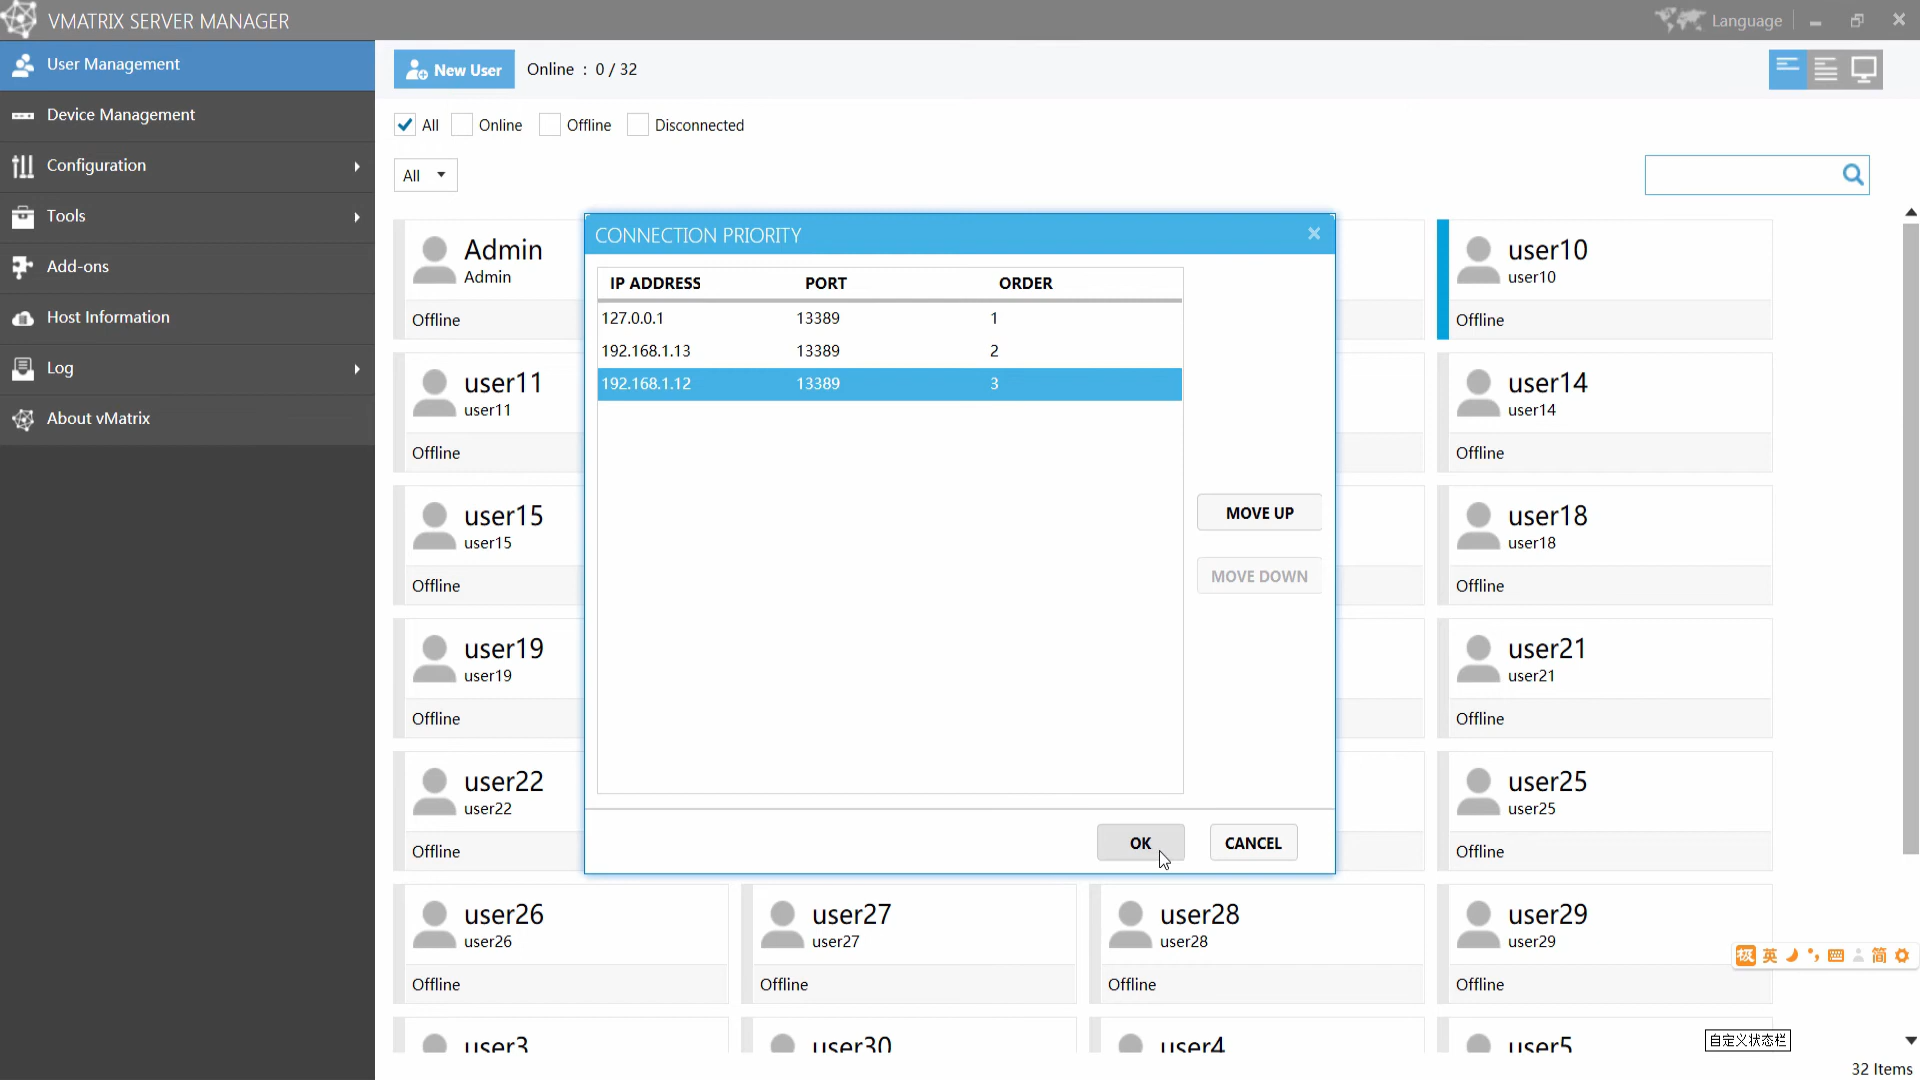 VMATRIX SERVER MANAGER
Language
User Management
Device Management
Configuration
Tools
Add-ons
Host Information
Log
About vMatrix
New User
Online : 0 / 32
All
Online
Offline
Disconnected
All
CONNECTION PRIORITY
IP ADDRESS PORT ORDER
127.0.0.1 13389 1
192.168.1.13 13389 2
192.168.1.12 13389 3
MOVE UP
MOVE DOWN
OK
CANCEL
Admin
Admin
Offline
user10
user10
Offline
user11
user11
Offline
user14
user14
Offline
user15
user15
Offline
user18
user18
Offline
user19
user19
Offline
user21
user21
Offline
user22
user22
Offline
user25
user25
Offline
user26
user26
Offline
user27
user27
Offline
user28
user28
Offline
user29
user29
Offline
user3
user30
user4
user5
极 英 简
自定义状态栏
32 Items